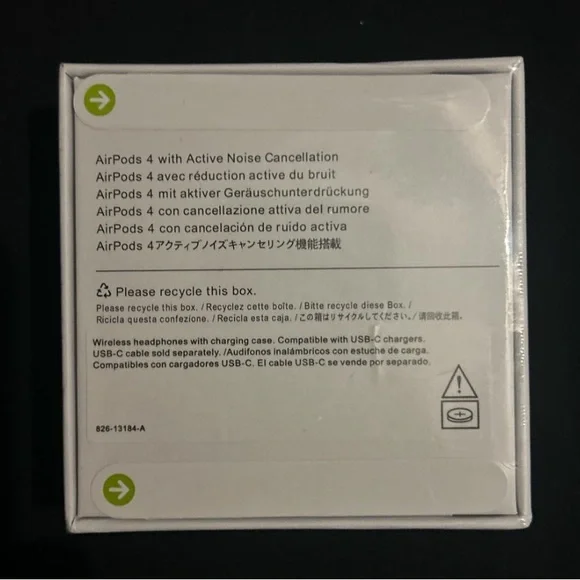 AirPods 4 with Active Noise Cancellation
AirPods 4 avec réduction active du bruit
AirPods 4 mit aktiver Geräuschunterdrückung
AirPods 4 con cancellazione attiva del rumore
AirPods 4 con cancelación de ruido activa
AirPods 4アクティブノイズキャンセリング機能搭載
Please recycle this box.
Please recycle this box. / Recyclez cette boîte. / Bitte recycle diese Box. /
Ricicla questa confezione. / Recicla esta caja. / この箱はリサイクルしてください。/ 请回收此箱。
Wireless headphones with charging case. Compatible with USB-C chargers.
USB-C cable sold separately. /Audífonos inalámbricos con estuche de carga.
Compatibles con cargadores USB-C. El cable USB-C se vende por separado.
826-13184-A